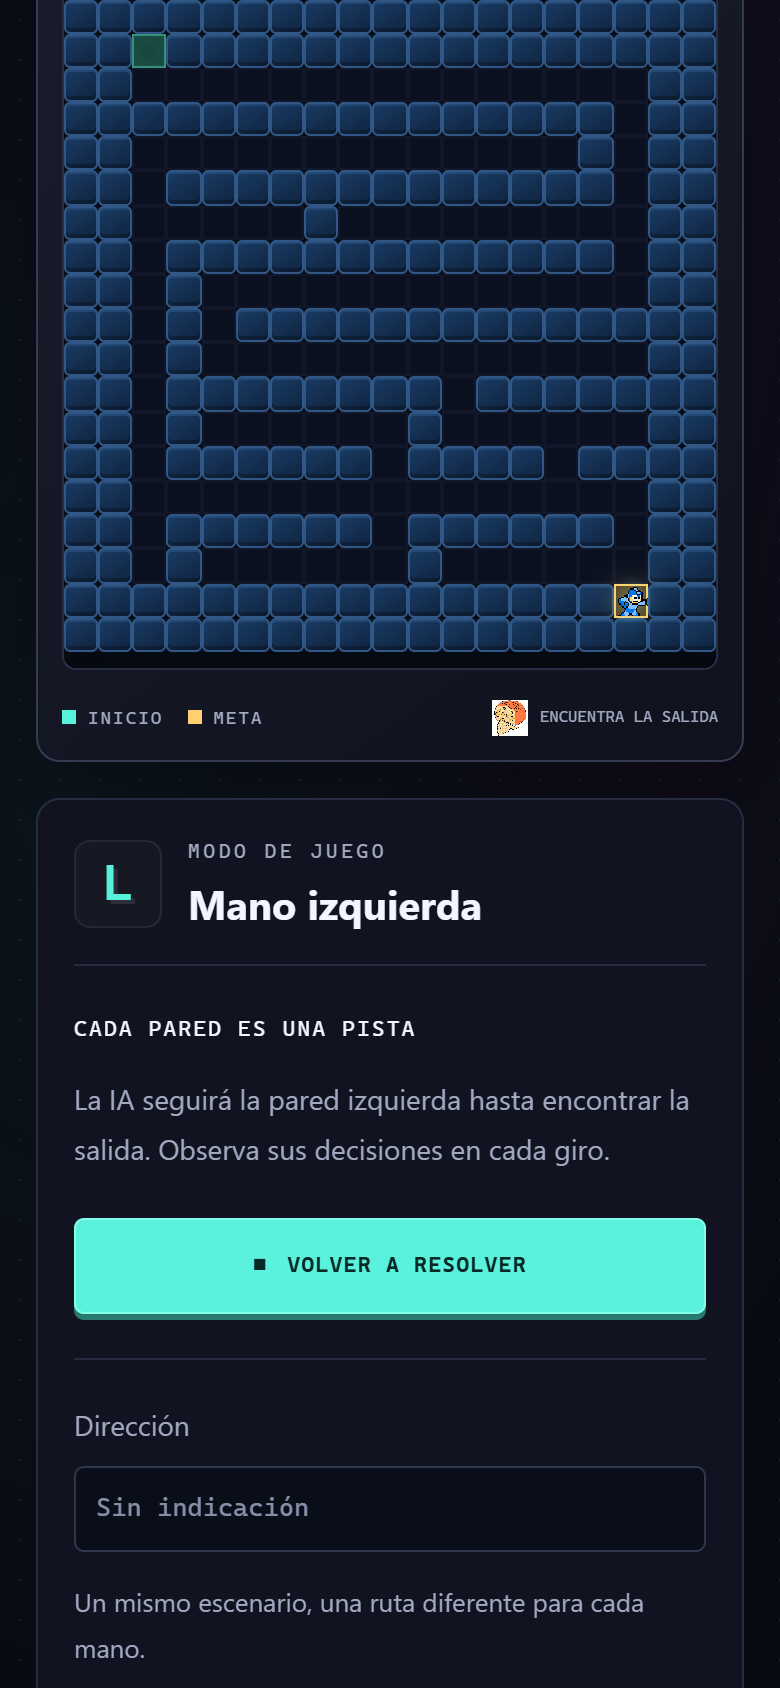 INICIO
META
ENCUENTRA LA SALIDA
L
MODO DE JUEGO
Mano izquierda
CADA PARED ES UNA PISTA
La IA seguirá la pared izquierda hasta encontrar la
salida. Observa sus decisiones en cada giro.
VOLVER A RESOLVER
Dirección
Sin indicación
Un mismo escenario, una ruta diferente para cada
mano.